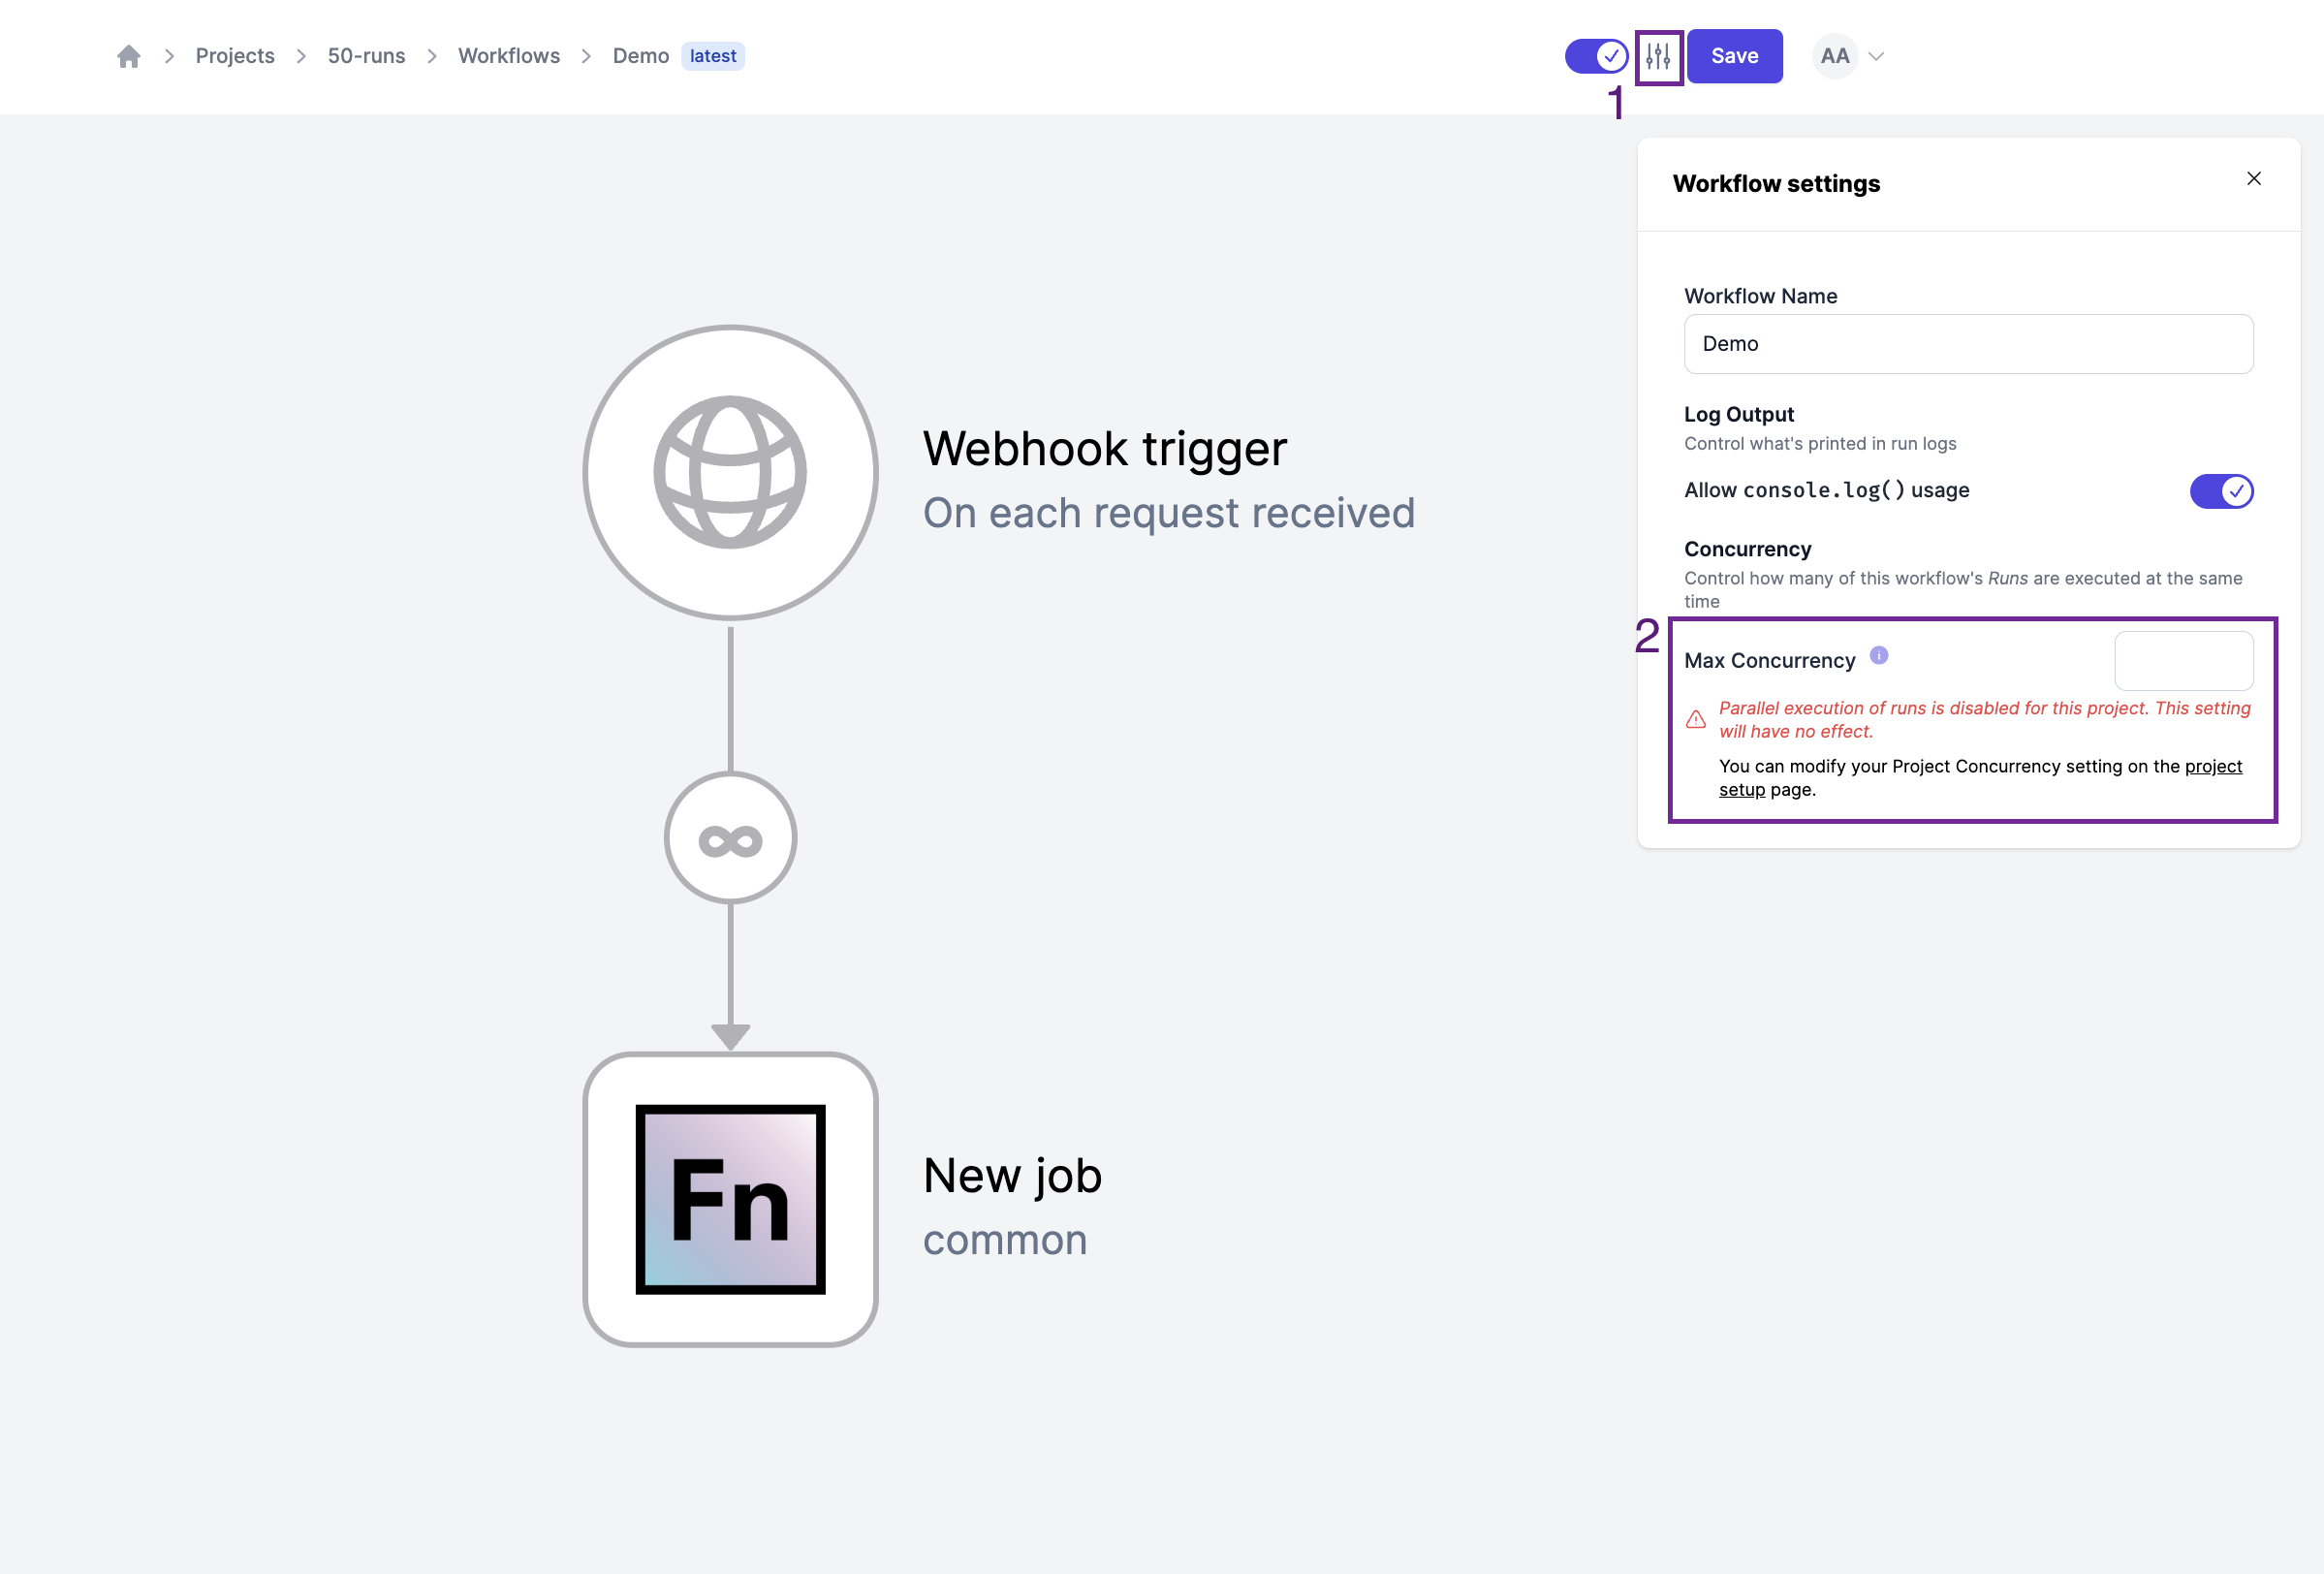 Projects
50-runs
Workflows
Demo latest
Save
AA
1
Workflow settings
Workflow Name
Demo
Log Output
Control what's printed in run logs
Allow console.log() usage
Concurrency
Control how many of this workflow's Runs are executed at the same
time
2
Max Concurrency
i
Parallel execution of runs is disabled for this project. This setting
will have no effect.
You can modify your Project Concurrency setting on the project
setup page.
Webhook trigger
On each request received
Fn
New job
common